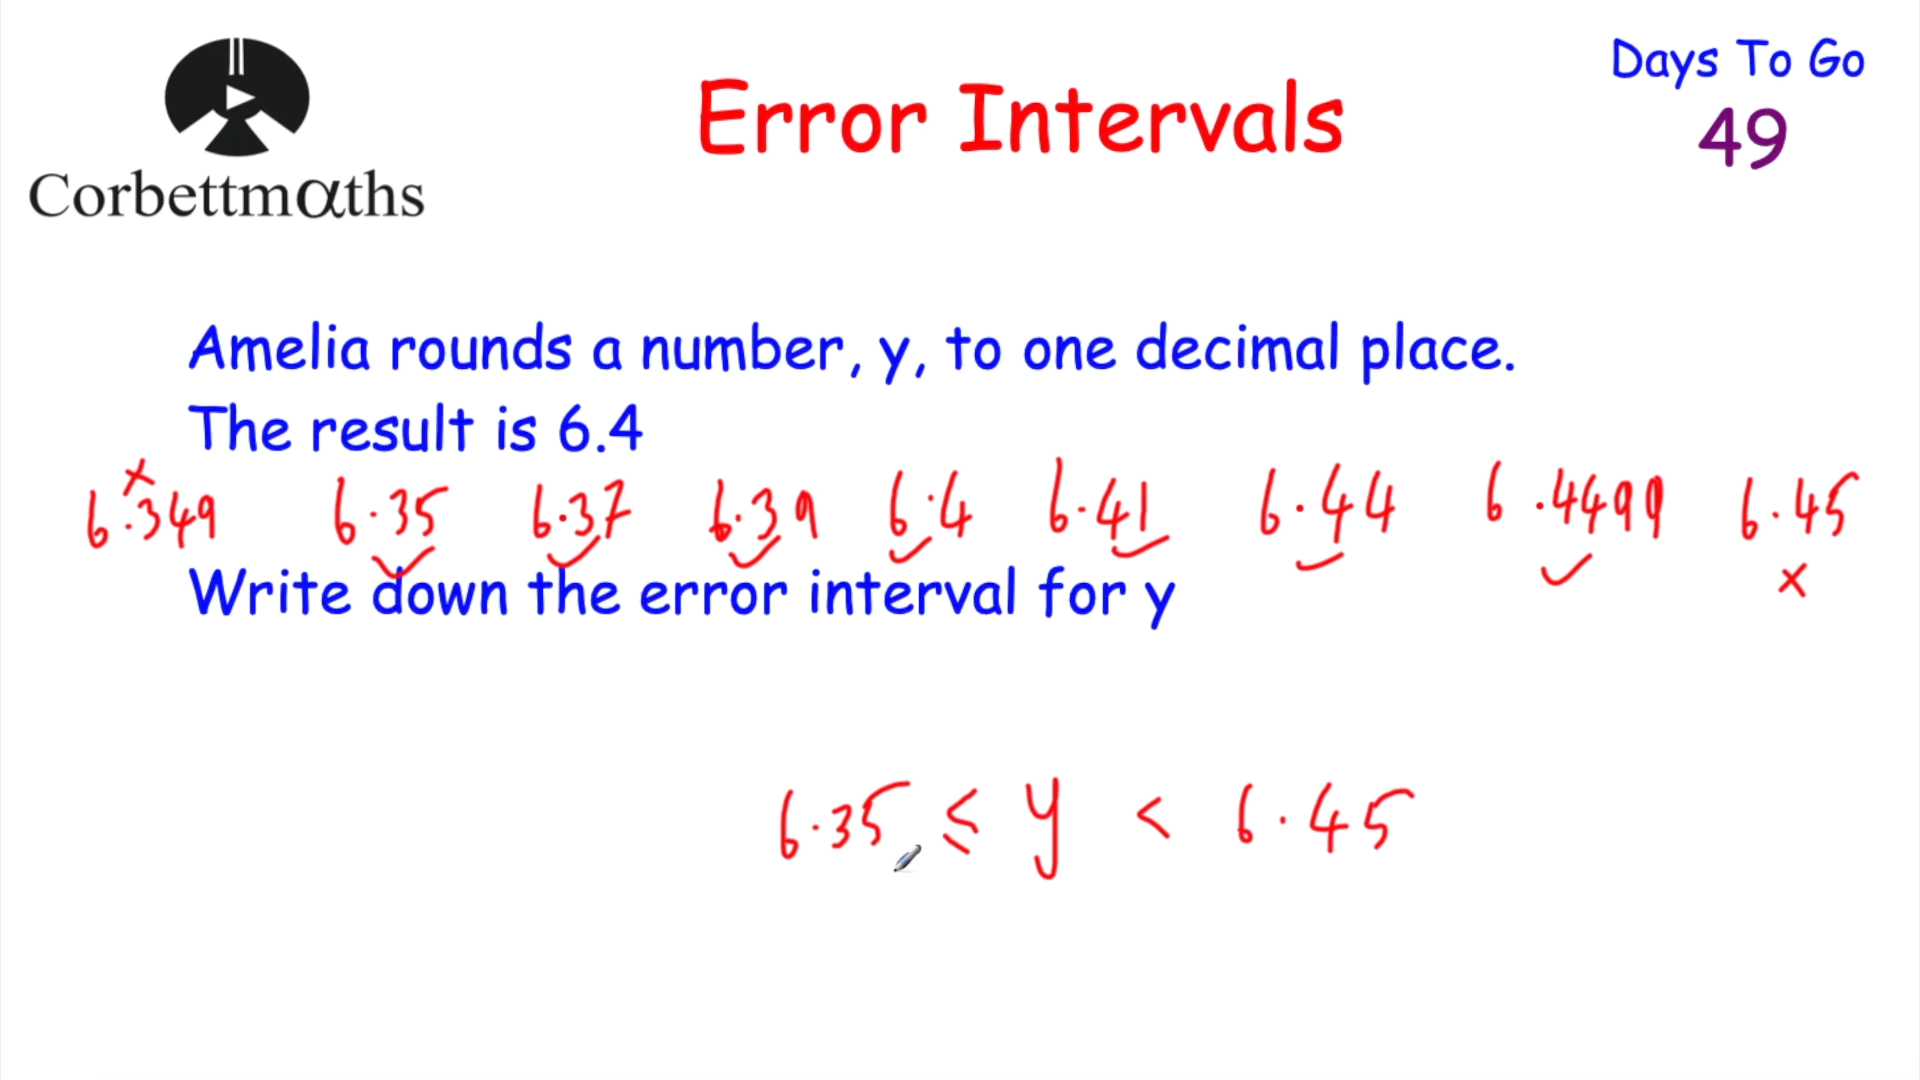 Corbettmαths
Error Intervals
Days To Go
49
Amelia rounds a number, y, to one decimal place.
The result is 6.4
6.349 6.35 6.37 6.39 6.4 6.41 6.44 6.4499 6.45
Write down the error interval for y
6.35 ≤ y < 6.45